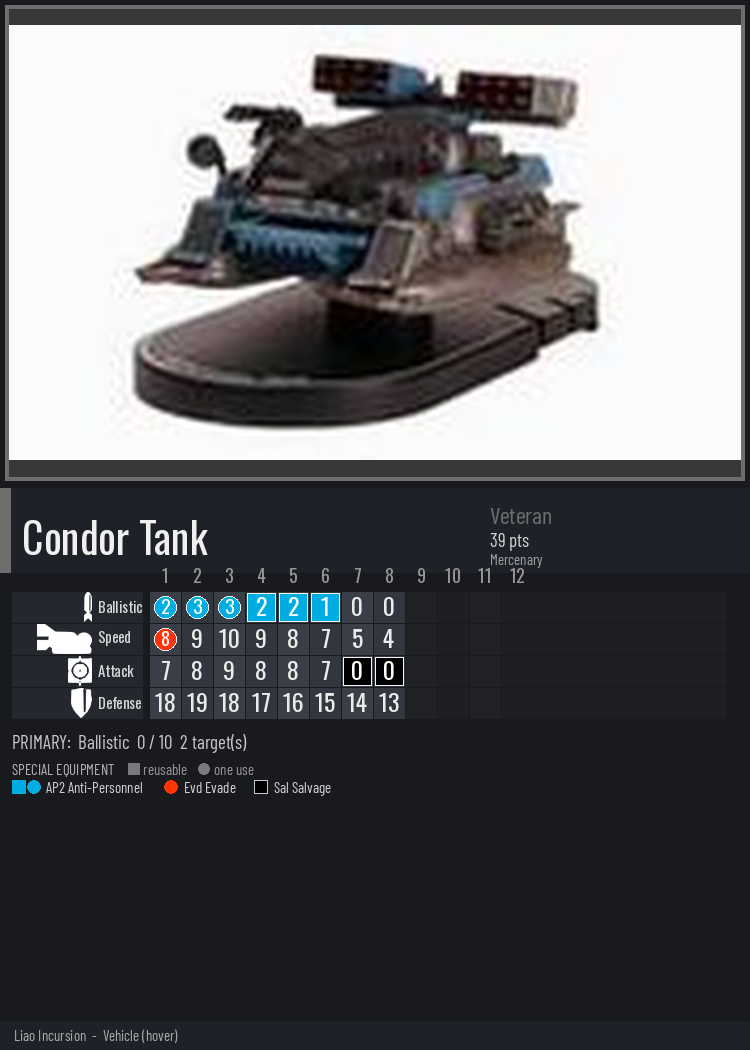 Condor Tank
Veteran
39 pts
Mercenary
1 2 3 4 5 6 7 8 9 10 11 12
Ballistic 2 3 3 2 2 1 0 0
Speed 8 9 10 9 8 7 5 4
Attack 7 8 9 8 8 7 0 0
Defense 18 19 18 17 16 15 14 13
PRIMARY: Ballistic 0 / 10 2 target(s)
SPECIAL EQUIPMENT reusable one use
AP2 Anti-Personnel Evd Evade Sal Salvage
Liao Incursion - Vehicle (hover)